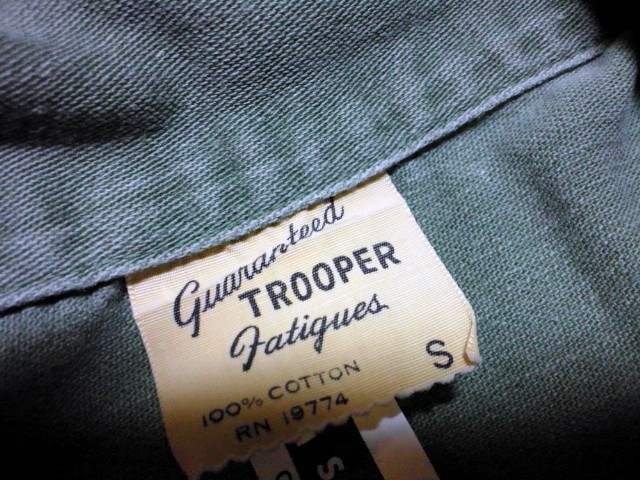 Guaranteed
TROOPER
Fatigues
S
100% COTTON
RN 19774
S